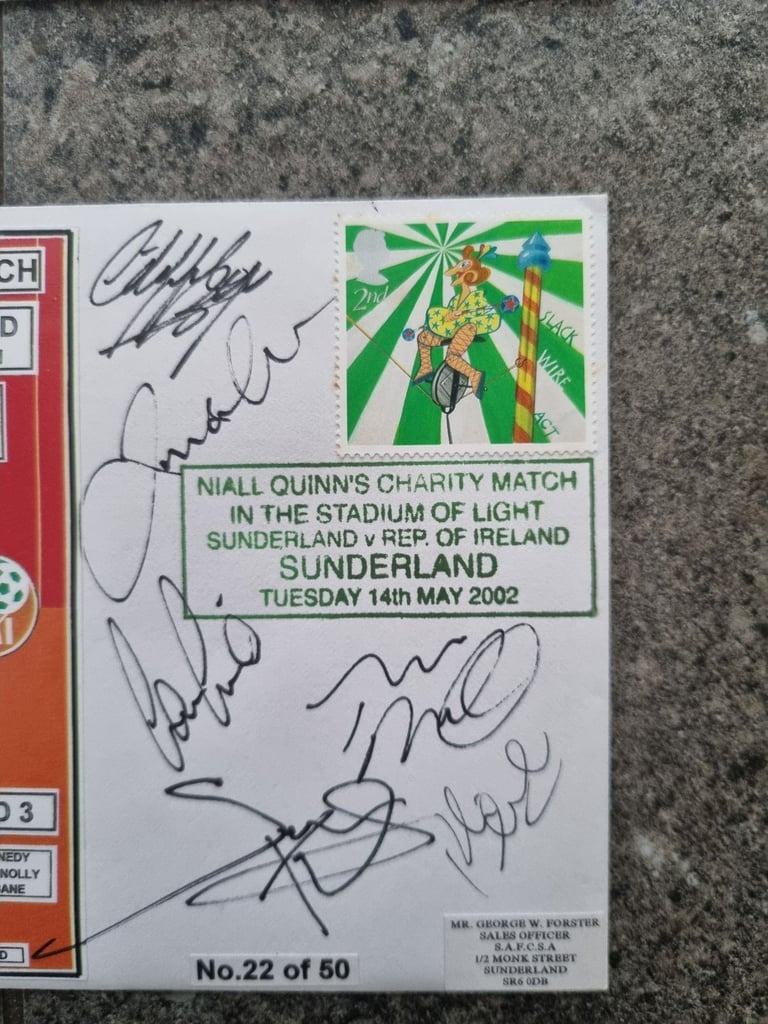 CH
D
2nd
SLACK
WIRE
ACT
NIALL QUINN'S CHARITY MATCH
IN THE STADIUM OF LIGHT
SUNDERLAND v REP. OF IRELAND
SUNDERLAND
TUESDAY 14th MAY 2002
D 3
NEDY
NOLLY
ANE
D
No.22 of 50
MR. GEORGE W. FORSTER
SALES OFFICER
S.A.F.C.S.A
1/2 MONK STREET
SUNDERLAND
SR6 0DB